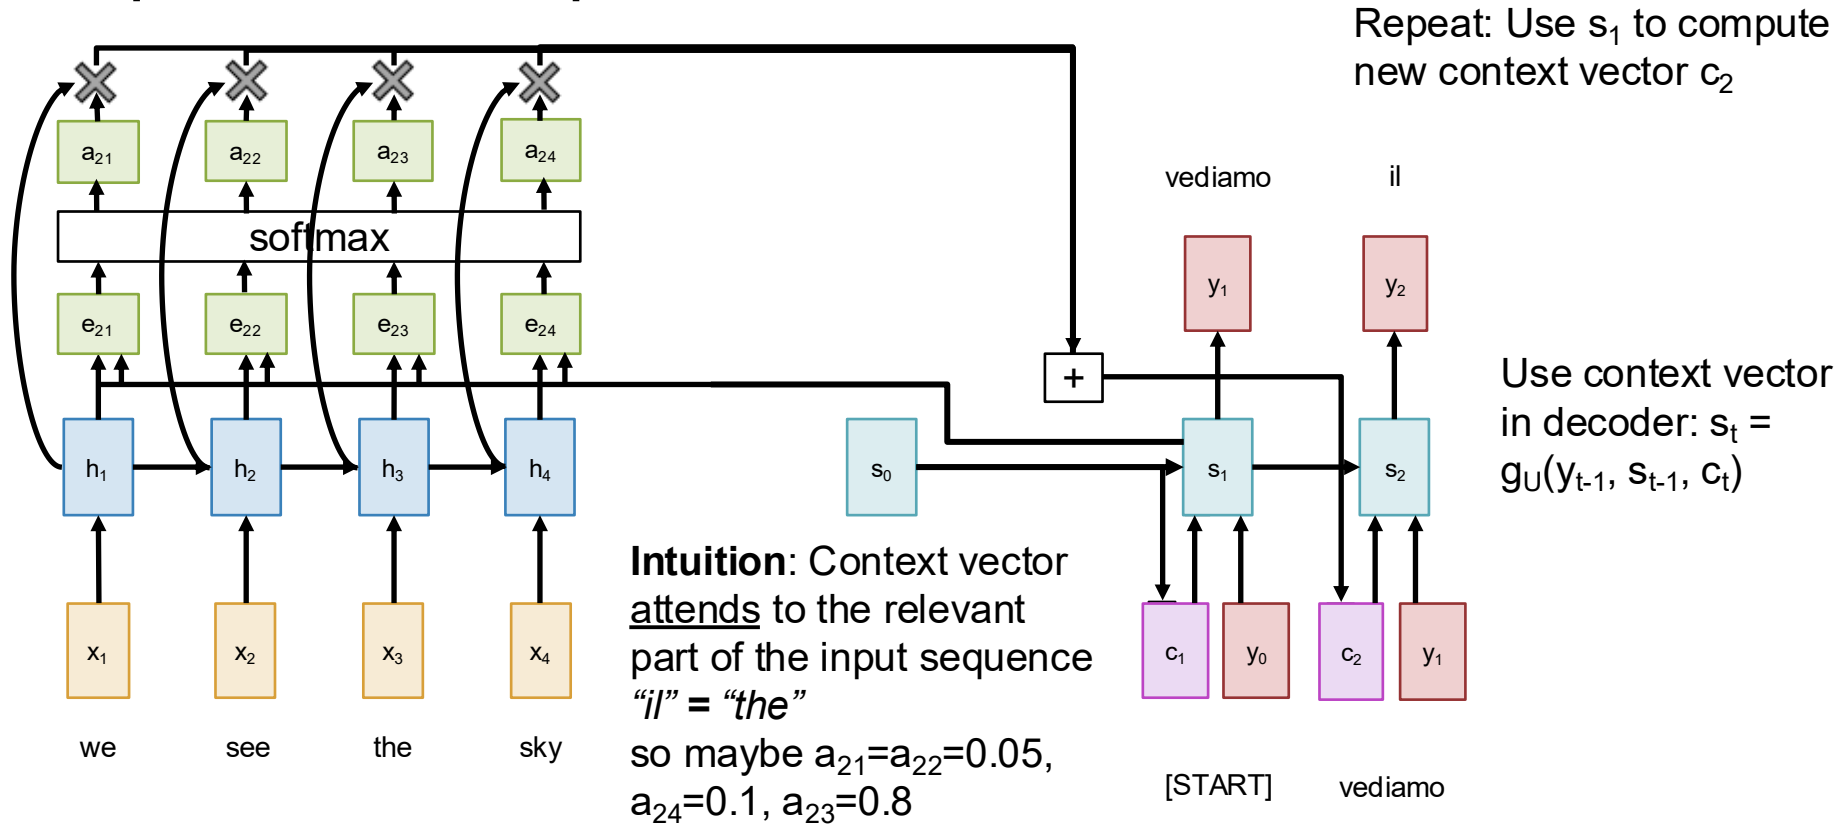 Repeat: Use s₁ to compute
new context vector c₂
a₂₁ a₂₂ a₂₃ a₂₄
vediamo il
softmax
y₁ y₂
e₂₁ e₂₂ e₂₃ e₂₄
+
Use context vector
in decoder: sₜ =
g_U(yₜ₋₁, sₜ₋₁, cₜ)
h₁ h₂ h₃ h₄ s₀ s₁ s₂
Intuition: Context vector
attends to the relevant
part of the input sequence
“il” = “the”
so maybe a₂₁=a₂₂=0.05,
a₂₄=0.1, a₂₃=0.8
x₁ x₂ x₃ x₄ c₁ y₀ c₂ y₁
we see the sky
[START] vediamo